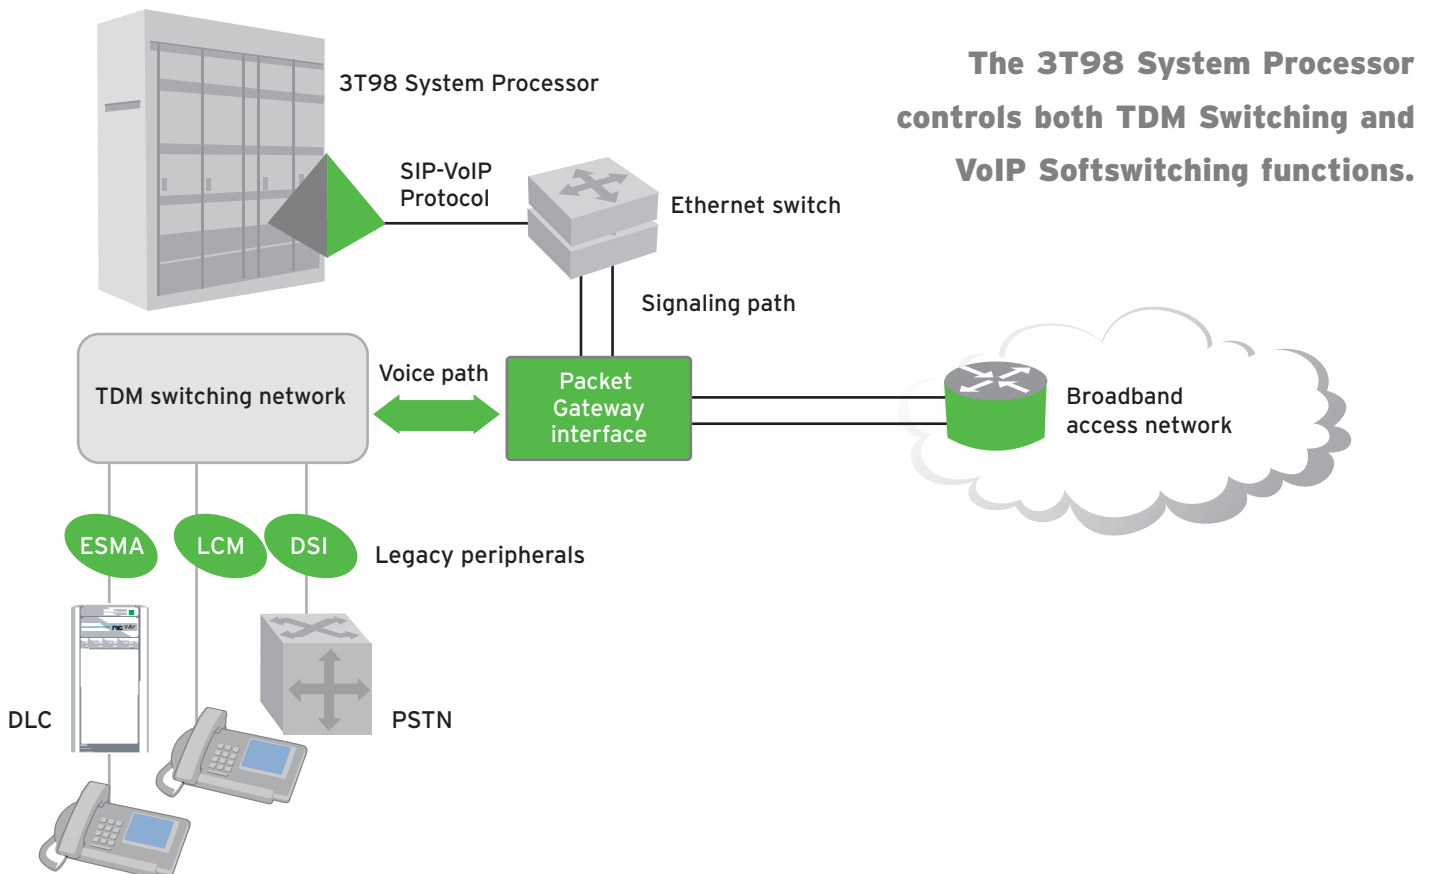 The 3T98 System Processor
controls both TDM Switching and
VoIP Softswitching functions.
3T98 System Processor
SIP-VoIP
Protocol
Ethernet switch
Signaling path
TDM switching network
Voice path
Packet
Gateway
interface
Broadband
access network
ESMA
LCM
DSI
Legacy peripherals
DLC
PSTN